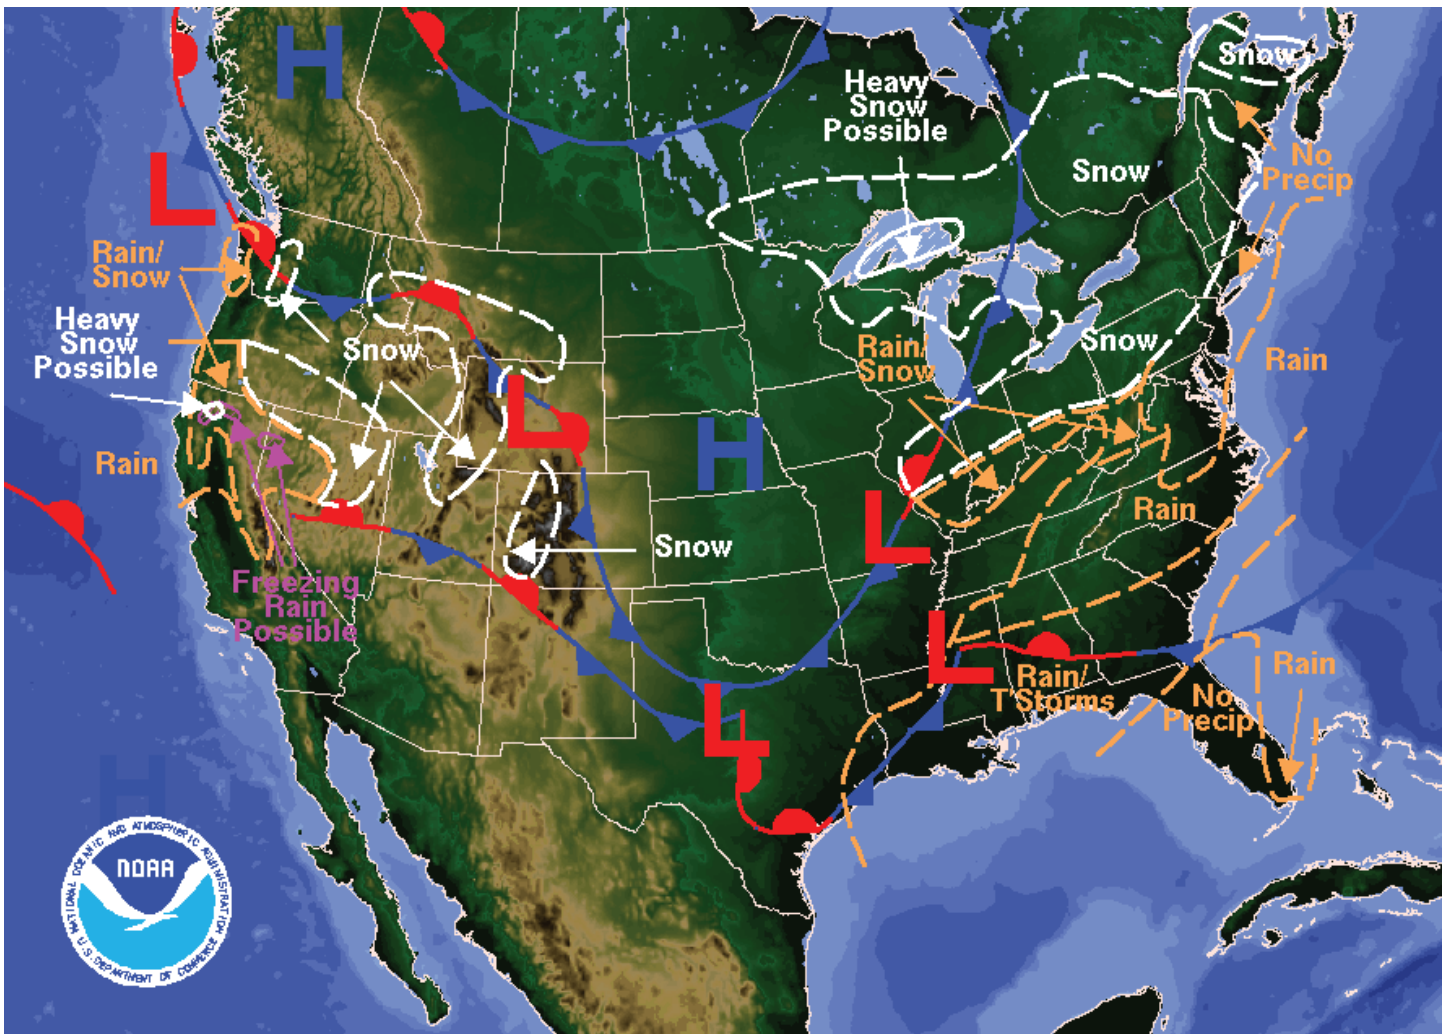 H
Heavy
Snow
Possible
Snow
L
Snow
No
Precip
Rain/
Snow
Heavy
Snow
Possible
Snow
Rain/
Snow
Snow
Rain
L
H
Rain
L
Rain
Snow
Freezing
Rain
Possible
L
Rain/
T'Storms
No
Precip
Rain
L
H
NATIONAL OCEANIC AND ATMOSPHERIC ADMINISTRATION
NOAA
U.S. DEPARTMENT OF COMMERCE